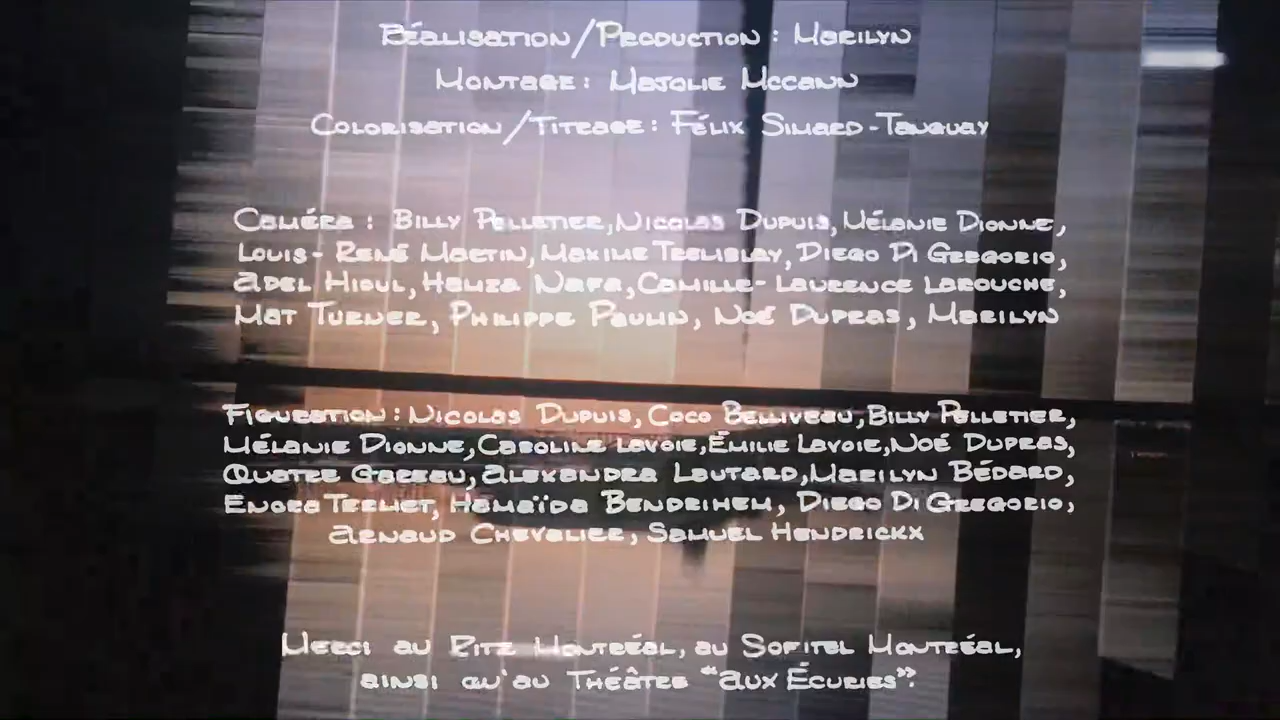 Réalisation/Production : Marilyn
Montage : Majolie Mccann
Colorisation/Titrage : Félix Simard-Tanguay
Caméra : Billy Pelletier, Nicolas Dupuis, Mélanie Dionne,
Louis-René Martin, Maxime Tremblay, Diego Di Gregorio,
Adel Hioul, Hamza Nafa, Camille-Laurence Larouche,
Mat Turner, Philippe Paulin, Noé Dupras, Marilyn
Figuration : Nicolas Dupuis, Coco Belliveau, Billy Pelletier,
Mélanie Dionne, Caroline Lavoie, Émilie Lavoie, Noé Dupras,
Quatre Gareau, Alexandra Lautard, Marilyn Bédard,
Enora Termet, Hamaïda Bendrihem, Diego Di Gregorio,
Arnaud Chevalier, Samuel Hendrickx
Merci au Ritz Montréal, au Sofitel Montréal,
ainsi qu'au Théâtre "Aux Écuries".